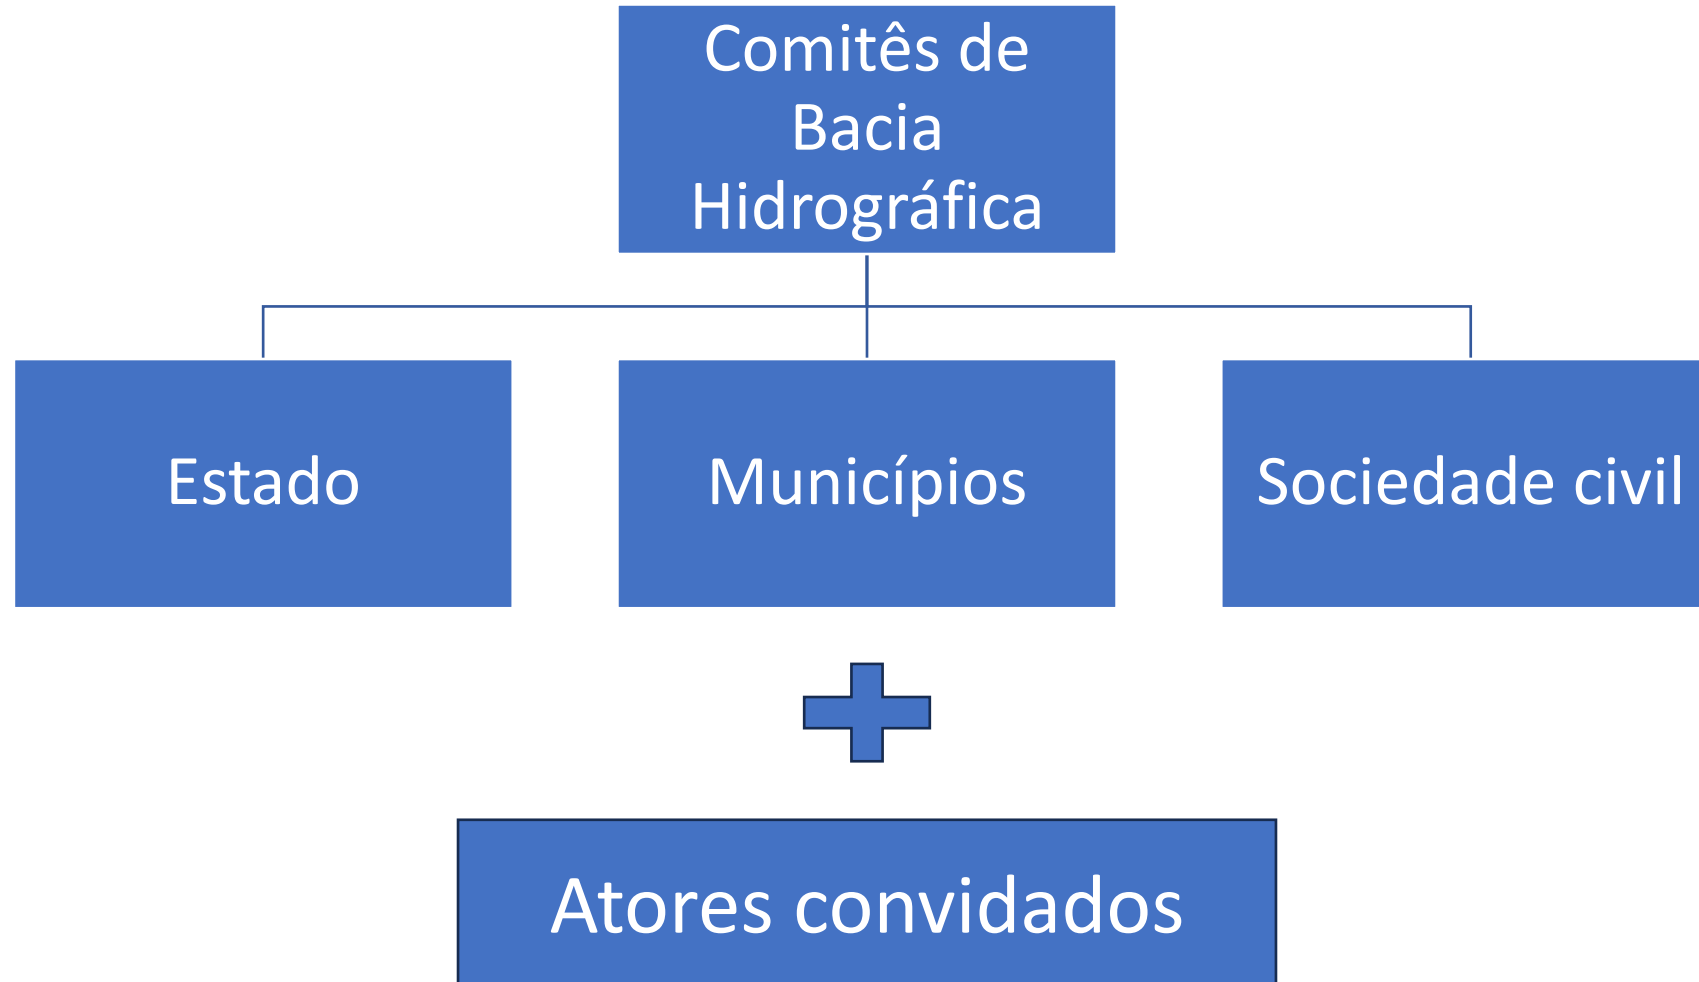 Comitês de
Bacia
Hidrográfica
Estado
Municípios
Sociedade civil
Atores convidados